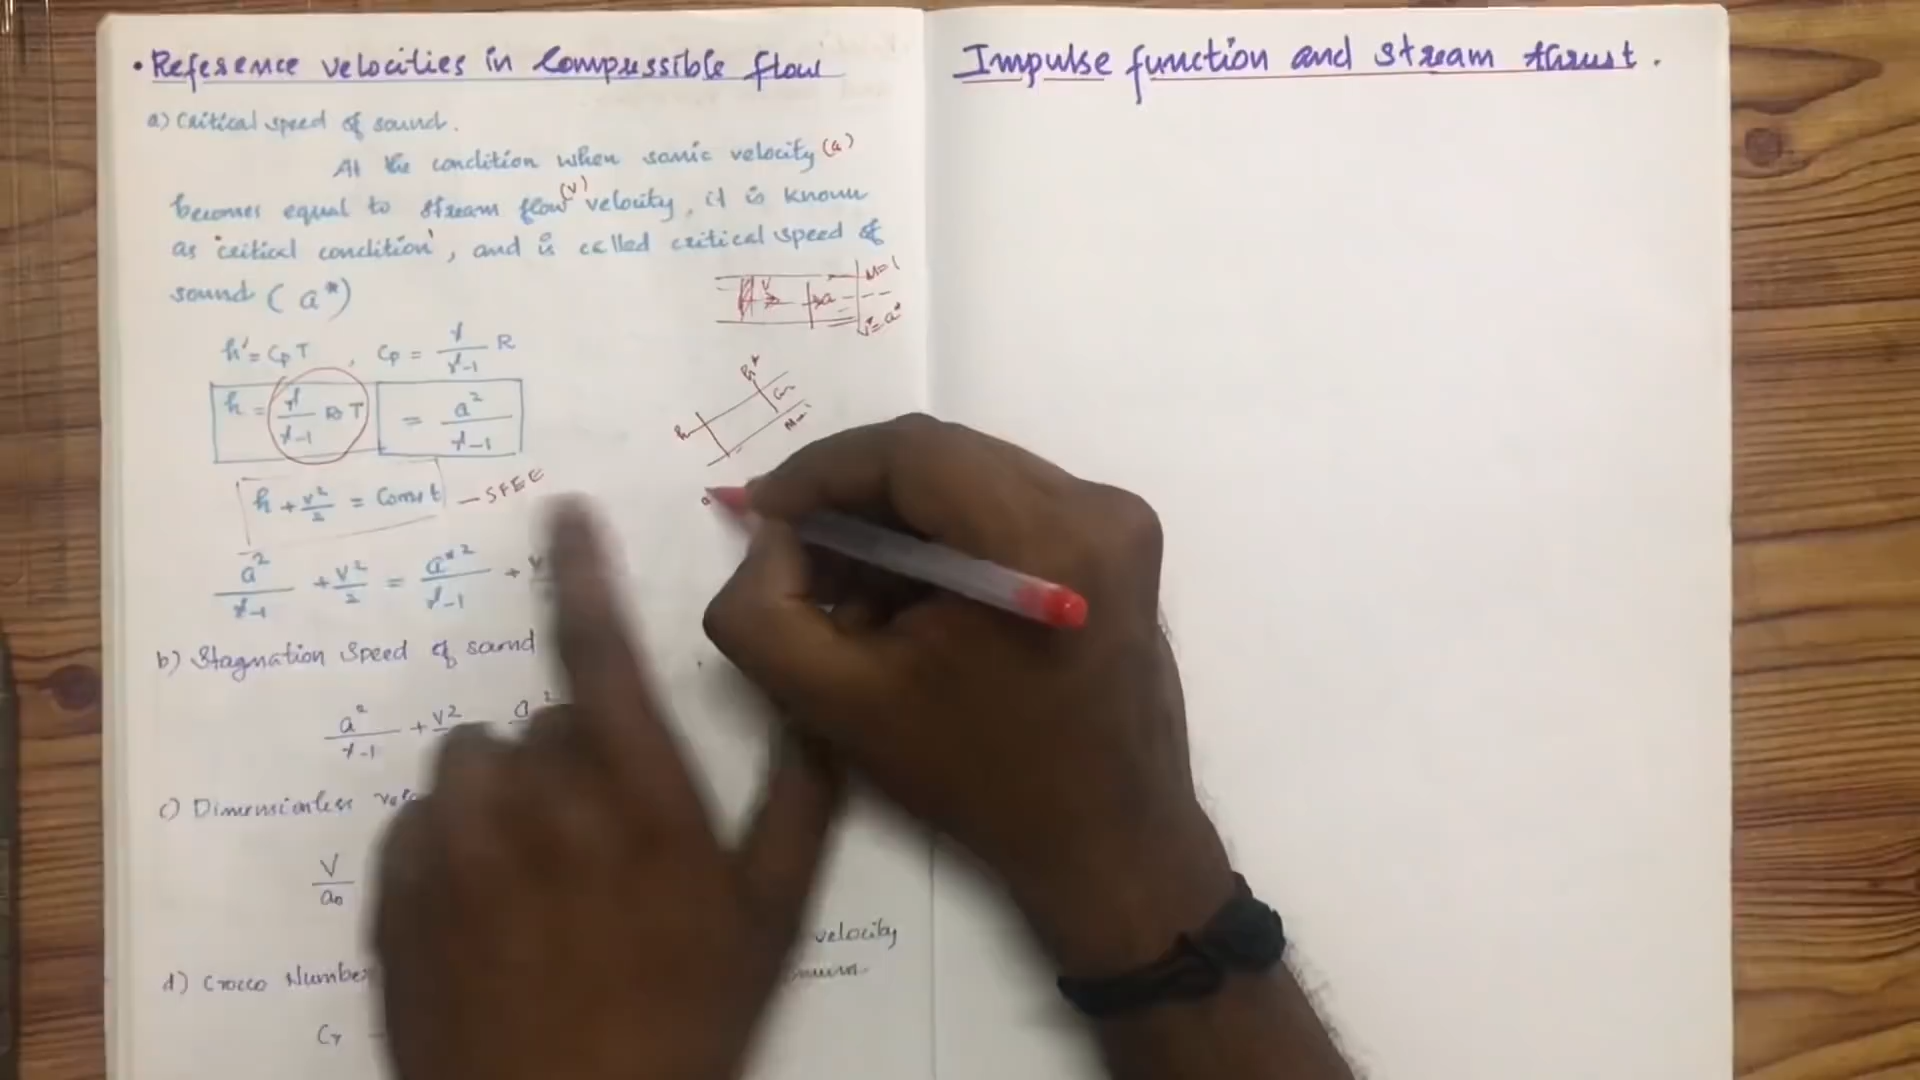 • Reference velocities in Compressible flow
a) Critical speed of sound.
At the condition when sonic velocity (a)
becomes equal to stream flow (v) velocity, it is known
as 'critical condition', and is called critical speed of
sound (a*)
M=1
v
a
v*=a*
h = CpT , Cp = γ/γ-1 R
h*
h = γ/γ-1 R T = a²/γ-1
h
h + v²/2 = Const — SFEE
a²/γ-1 + v²/2 = a*²/γ-1 +
b) Stagnation Speed of sound
a²/γ-1 + v²
c) Dimensionless
V/a₀
velocity
d) Crocco Number
Cr
Impulse function and stream thrust.